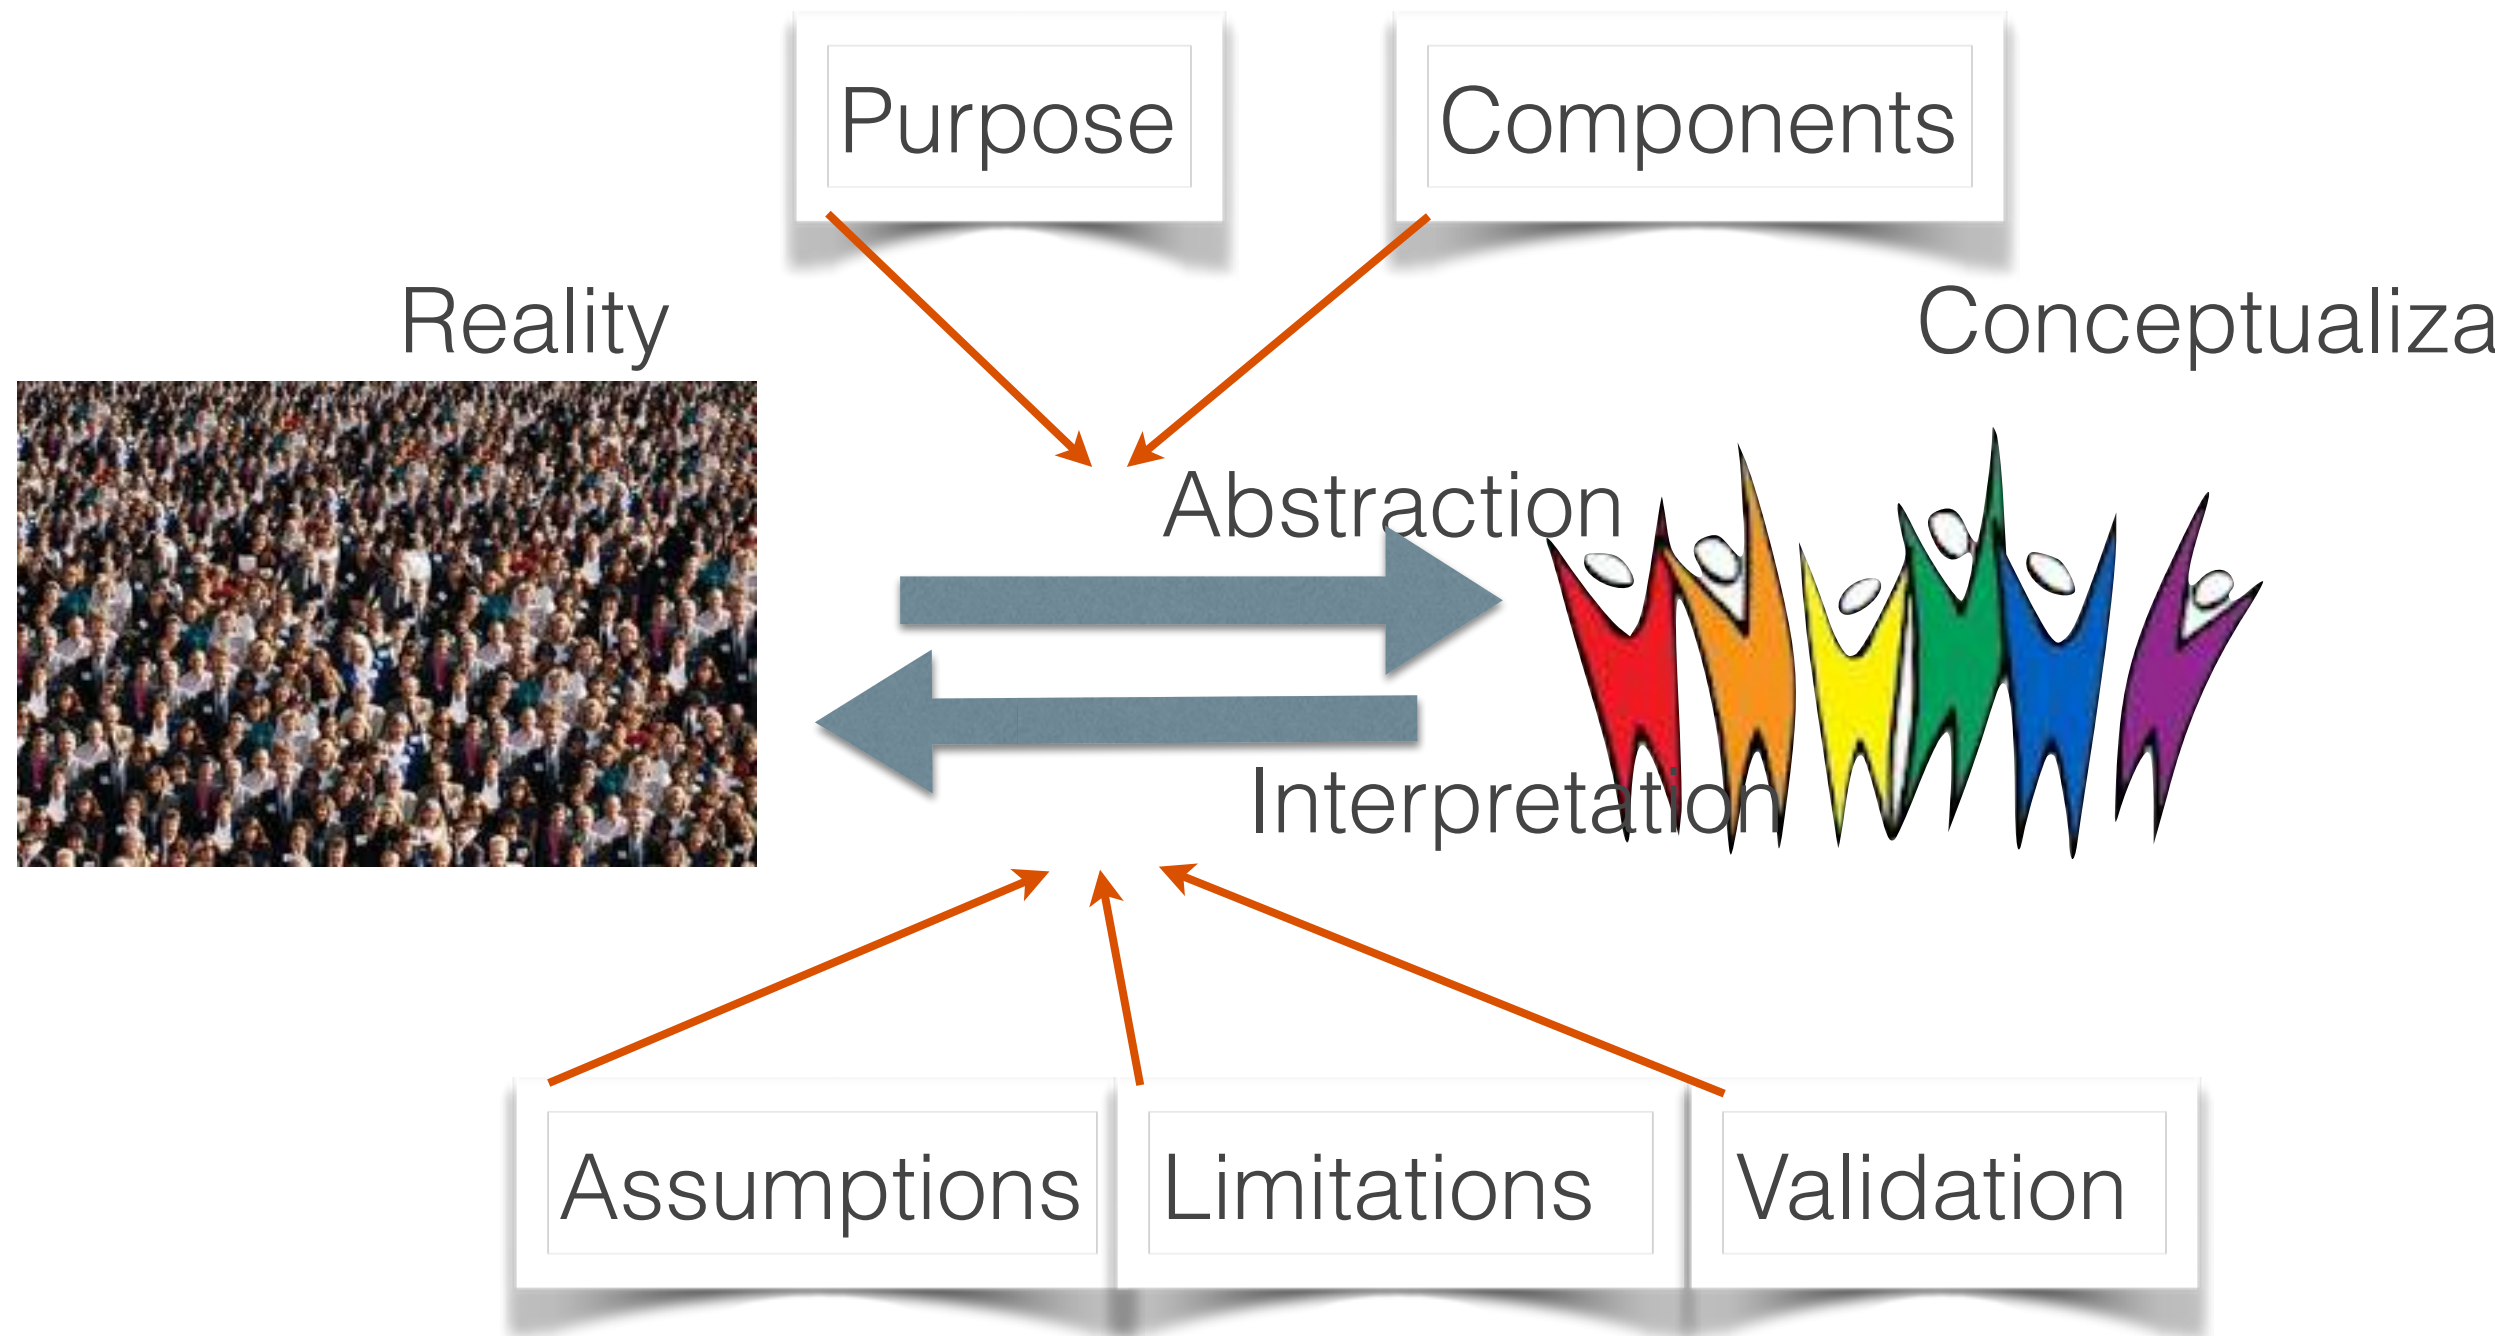 Purpose
Components
Reality
Conceptualiza
Abstraction
Interpretation
Assumptions
Limitations
Validation